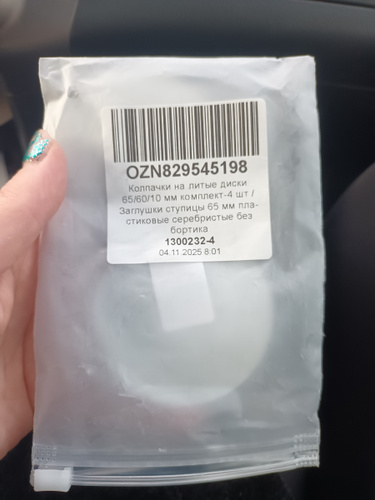 OZN829545198
Колпачки на литые диски
65/60/10 мм комплект-4 шт /
Заглушки ступицы 65 мм пла-
стиковые серебристые без
бортика
1300232-4
04.11.2025 8:01